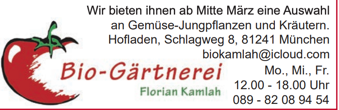 Wir bieten ihnen ab Mitte März eine Auswahl
an Gemüse-Jungpflanzen und Kräutern.
Hofladen, Schlagweg 8, 81241 München
biokamlah@icloud.com
Bio-Gärtnerei
Florian Kamlah
Mo., Mi., Fr.
12.00 - 18.00 Uhr
089 - 82 08 94 54